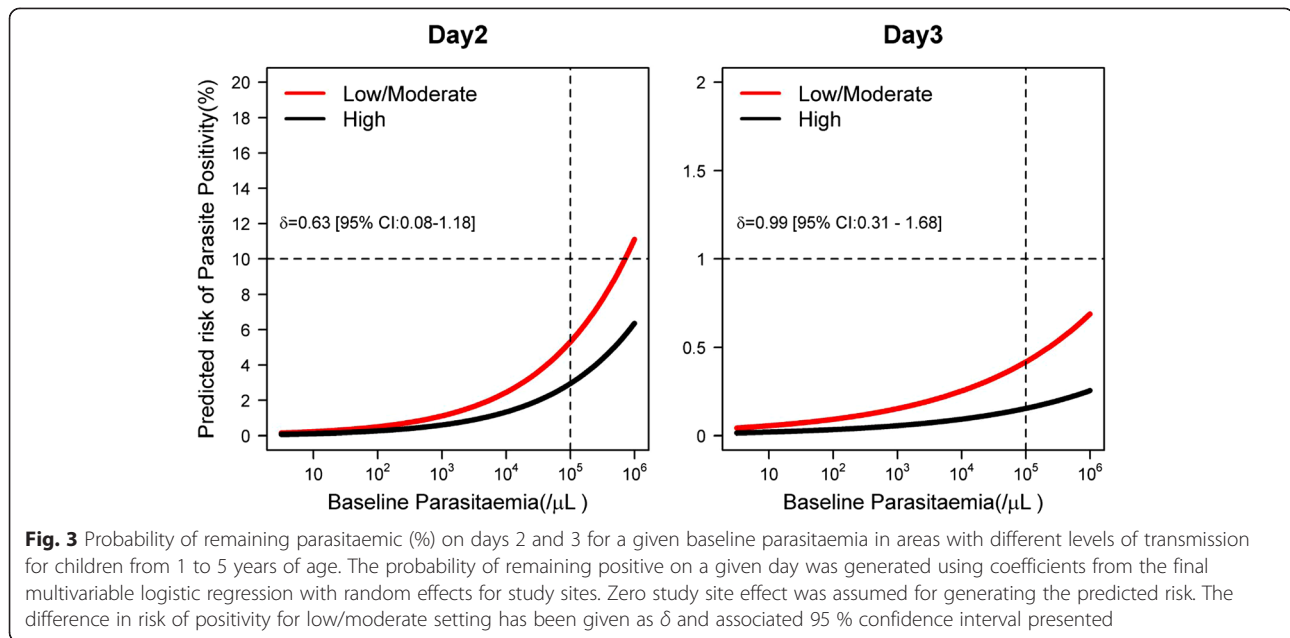 Day2
Day3
Predicted risk of Parasite Positivity(%)
20
18
16
14
12
10
8
6
4
2
0
Low/Moderate
High
δ=0.63 [95% CI:0.08-1.18]
10
10²
10³
10⁴
10⁵
10⁶
Baseline Parasitaemia(/μL )
2
1.5
1
0.5
0
Low/Moderate
High
δ=0.99 [95% CI:0.31 - 1.68]
10
10²
10³
10⁴
10⁵
10⁶
Baseline Parasitaemia(/μL )
Fig. 3 Probability of remaining parasitaemic (%) on days 2 and 3 for a given baseline parasitaemia in areas with different levels of transmission
for children from 1 to 5 years of age. The probability of remaining positive on a given day was generated using coefficients from the final
multivariable logistic regression with random effects for study sites. Zero study site effect was assumed for generating the predicted risk. The
difference in risk of positivity for low/moderate setting has been given as δ and associated 95 % confidence interval presented